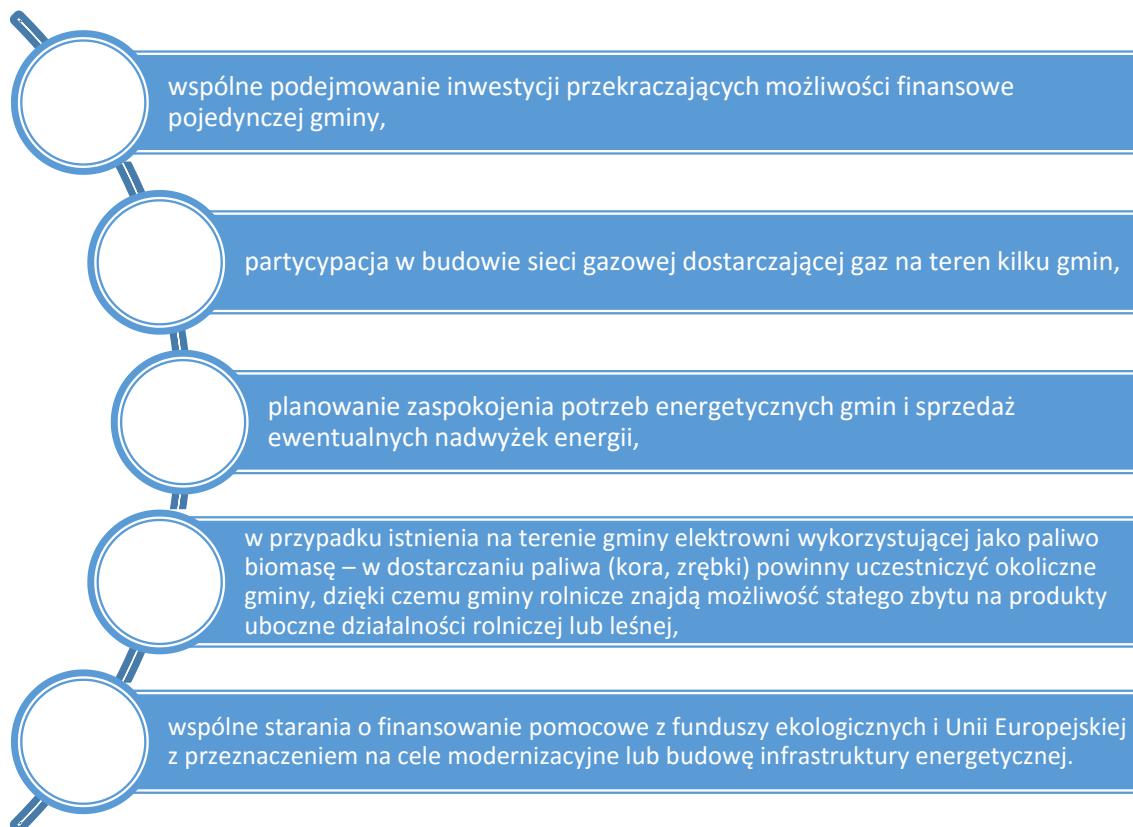 wspólne podejmowanie inwestycji przekraczających możliwości finansowe
pojedynczej gminy,
partycypacja w budowie sieci gazowej dostarczającej gaz na teren kilku gmin,
planowanie zaspokojenia potrzeb energetycznych gmin i sprzedaż
ewentualnych nadwyżek energii,
w przypadku istnienia na terenie gminy elektrowni wykorzystującej jako paliwo
biomasę – w dostarczaniu paliwa (kora, zrębki) powinny uczestniczyć okoliczne
gminy, dzięki czemu gminy rolnicze znajdą możliwość stałego zbytu na produkty
uboczne działalności rolniczej lub leśnej,
wspólne starania o finansowanie pomocowe z funduszy ekologicznych i Unii Europejskiej
z przeznaczeniem na cele modernizacyjne lub budowę infrastruktury energetycznej.